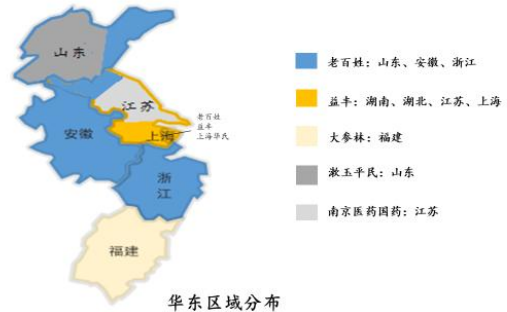 山东
江苏
老百姓
益丰
上海华氏
安徽
上海
浙
江
福建
华东区域分布
老百姓：山东、安徽、浙江
益丰：湖南、湖北、江苏、上海
大参林：福建
漱玉平民：山东
南京医药国药：江苏